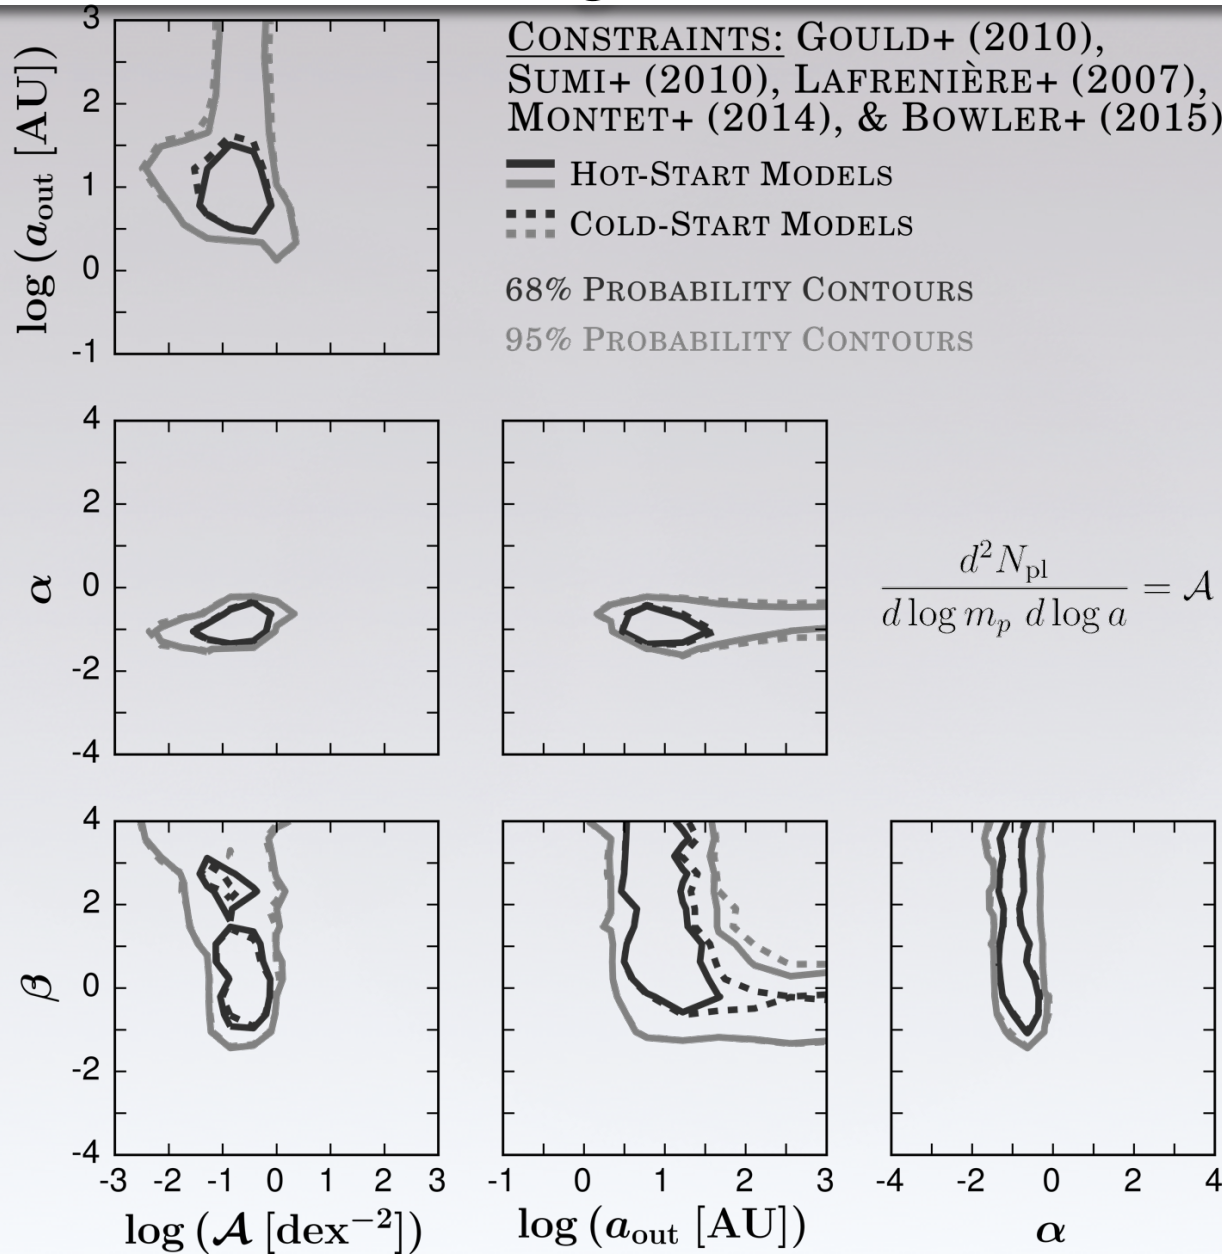 CONSTRAINTS: GOULD+ (2010),
SUMI+ (2010), LAFRENIÈRE+ (2007),
MONTET+ (2014), & BOWLER+ (2015)
HOT-START MODELS
COLD-START MODELS
68% PROBABILITY CONTOURS
95% PROBABILITY CONTOURS
log (a_out [AU])
3
2
1
0
-1
α
4
2
0
-2
-4
d²N_pl / (d log m_p d log a) = 𝒜
β
4
2
0
-2
-4
-3 -2 -1 0 1 2 3
log (𝒜 [dex⁻²])
-1 0 1 2 3
log (a_out [AU])
-4 -2 0 2 4
α